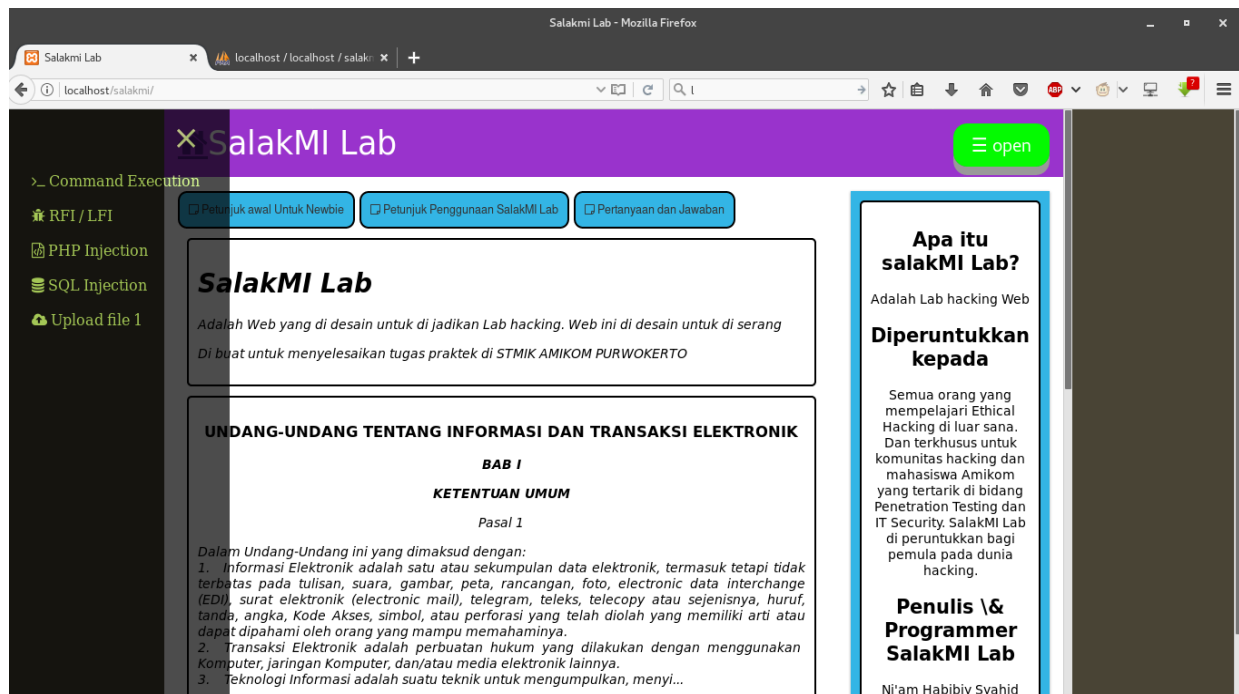 Salakmi Lab - Mozilla Firefox
Salakmi Lab
localhost / localhost / salakm
localhost/salakmi/
l
ABP
?
SalakMI Lab
☰ open
>_ Command Execution
RFI / LFI
PHP Injection
SQL Injection
Upload file 1
Petunjuk awal Untuk Newbie
Petunjuk Penggunaan SalakMI Lab
Pertanyaan dan Jawaban
SalakMI Lab
Adalah Web yang di desain untuk di jadikan Lab hacking. Web ini di desain untuk di serang
Di buat untuk menyelesaikan tugas praktek di STMIK AMIKOM PURWOKERTO
UNDANG-UNDANG TENTANG INFORMASI DAN TRANSAKSI ELEKTRONIK
BAB I
KETENTUAN UMUM
Pasal 1
Dalam Undang-Undang ini yang dimaksud dengan:
1. Informasi Elektronik adalah satu atau sekumpulan data elektronik, termasuk tetapi tidak
terbatas pada tulisan, suara, gambar, peta, rancangan, foto, electronic data interchange
(EDI), surat elektronik (electronic mail), telegram, teleks, telecopy atau sejenisnya, huruf,
tanda, angka, Kode Akses, simbol, atau perforasi yang telah diolah yang memiliki arti atau
dapat dipahami oleh orang yang mampu memahaminya.
2. Transaksi Elektronik adalah perbuatan hukum yang dilakukan dengan menggunakan
Komputer, jaringan Komputer, dan/atau media elektronik lainnya.
3. Teknologi Informasi adalah suatu teknik untuk mengumpulkan, menyi...
Apa itu
salakMI Lab?
Adalah Lab hacking Web
Diperuntukkan
kepada
Semua orang yang
mempelajari Ethical
Hacking di luar sana.
Dan terkhusus untuk
komunitas hacking dan
mahasiswa Amikom
yang tertarik di bidang
Penetration Testing dan
IT Security. SalakMI Lab
di peruntukkan bagi
pemula pada dunia
hacking.
Penulis \&
Programmer
SalakMI Lab
Ni'am Habibiy Syahid